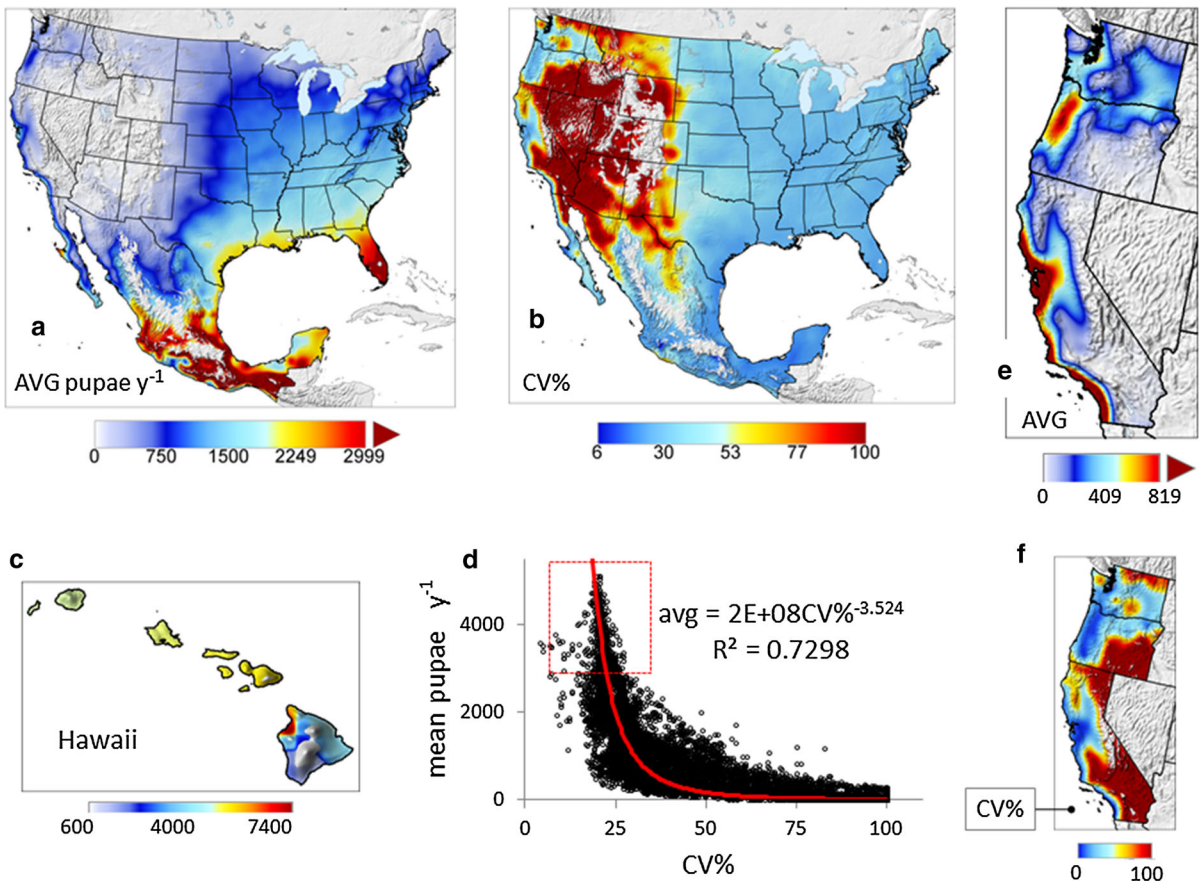 a
AVG pupae y⁻¹
0 750 1500 2249 2999
b
CV%
6 30 53 77 100
e
AVG
0 409 819
c
Hawaii
600 4000 7400
d
mean pupae y⁻¹
4000
2000
0
0 25 50 75 100
CV%
avg = 2E+08CV%⁻³·⁵²⁴
R² = 0.7298
f
CV%
0 100